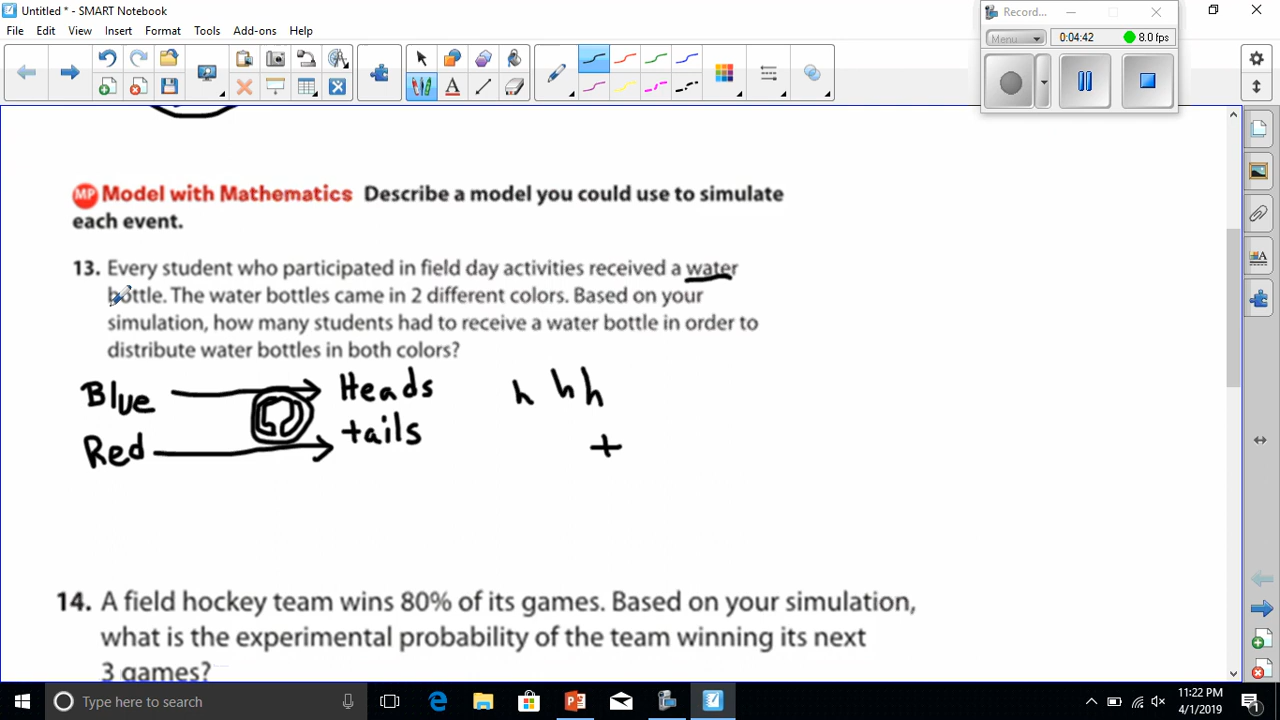 Untitled * - SMART Notebook
File Edit View Insert Format Tools Add-ons Help
Record...
Menu 0:04:42 8.0 fps
MP Model with Mathematics Describe a model you could use to simulate
each event.
13. Every student who participated in field day activities received a water
bottle. The water bottles came in 2 different colors. Based on your
simulation, how many students had to receive a water bottle in order to
distribute water bottles in both colors?
Blue Heads h h h
Red tails t
14. A field hockey team wins 80% of its games. Based on your simulation,
what is the experimental probability of the team winning its next
3 games?
Type here to search
11:22 PM
4/1/2019